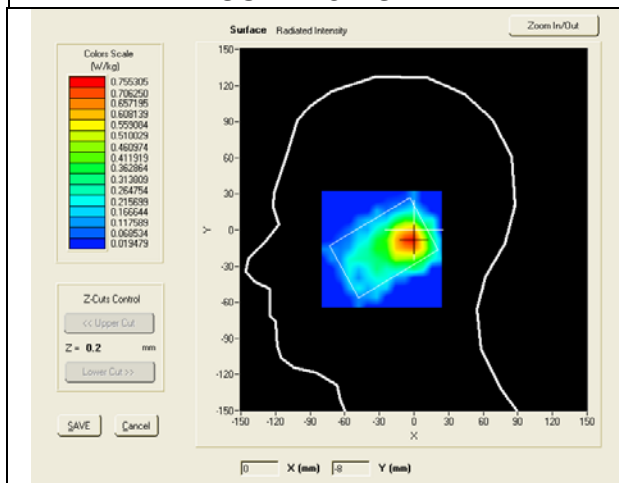 Surface Radiated Intensity
Zoom In/Out
Colors Scale
(W/kg)
0.755305
0.706250
0.657195
0.608139
0.559084
0.510029
0.460974
0.411919
0.362864
0.313809
0.264754
0.215699
0.166644
0.117589
0.068534
0.019479
Z-Cuts Control
<< Upper Cut
Z = 0.2 mm
Lower Cut >>
SAVE Cancel
150
120
90
60
30
0
-30
-60
-90
-120
-150
Y
-150 -120 -90 -60 -30 0 30 60 90 120 150
X
0 X (mm) -8 Y (mm)